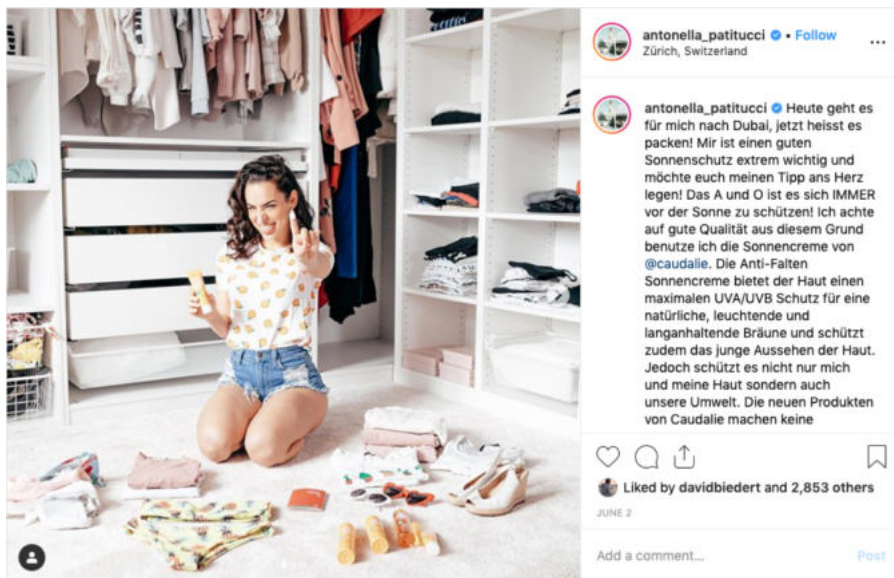 antonella_patitucci • Follow
Zürich, Switzerland
antonella_patitucci Heute geht es
für mich nach Dubai, jetzt heisst es
packen! Mir ist einen guten
Sonnenschutz extrem wichtig und
möchte euch meinen Tipp ans Herz
legen! Das A und O ist es sich IMMER
vor der Sonne zu schützen! Ich achte
auf gute Qualität aus diesem Grund
benutze ich die Sonnencreme von
@caudalie. Die Anti-Falten
Sonnencreme bietet der Haut einen
maximalen UVA/UVB Schutz für eine
natürliche, leuchtende und
langanhaltende Bräune und schützt
zudem das junge Aussehen der Haut.
Jedoch schützt es nicht nur mich
und meine Haut sondern auch
unsere Umwelt. Die neuen Produkten
von Caudalie machen keine
Liked by davidbiedert and 2,853 others
JUNE 2
Add a comment... Post